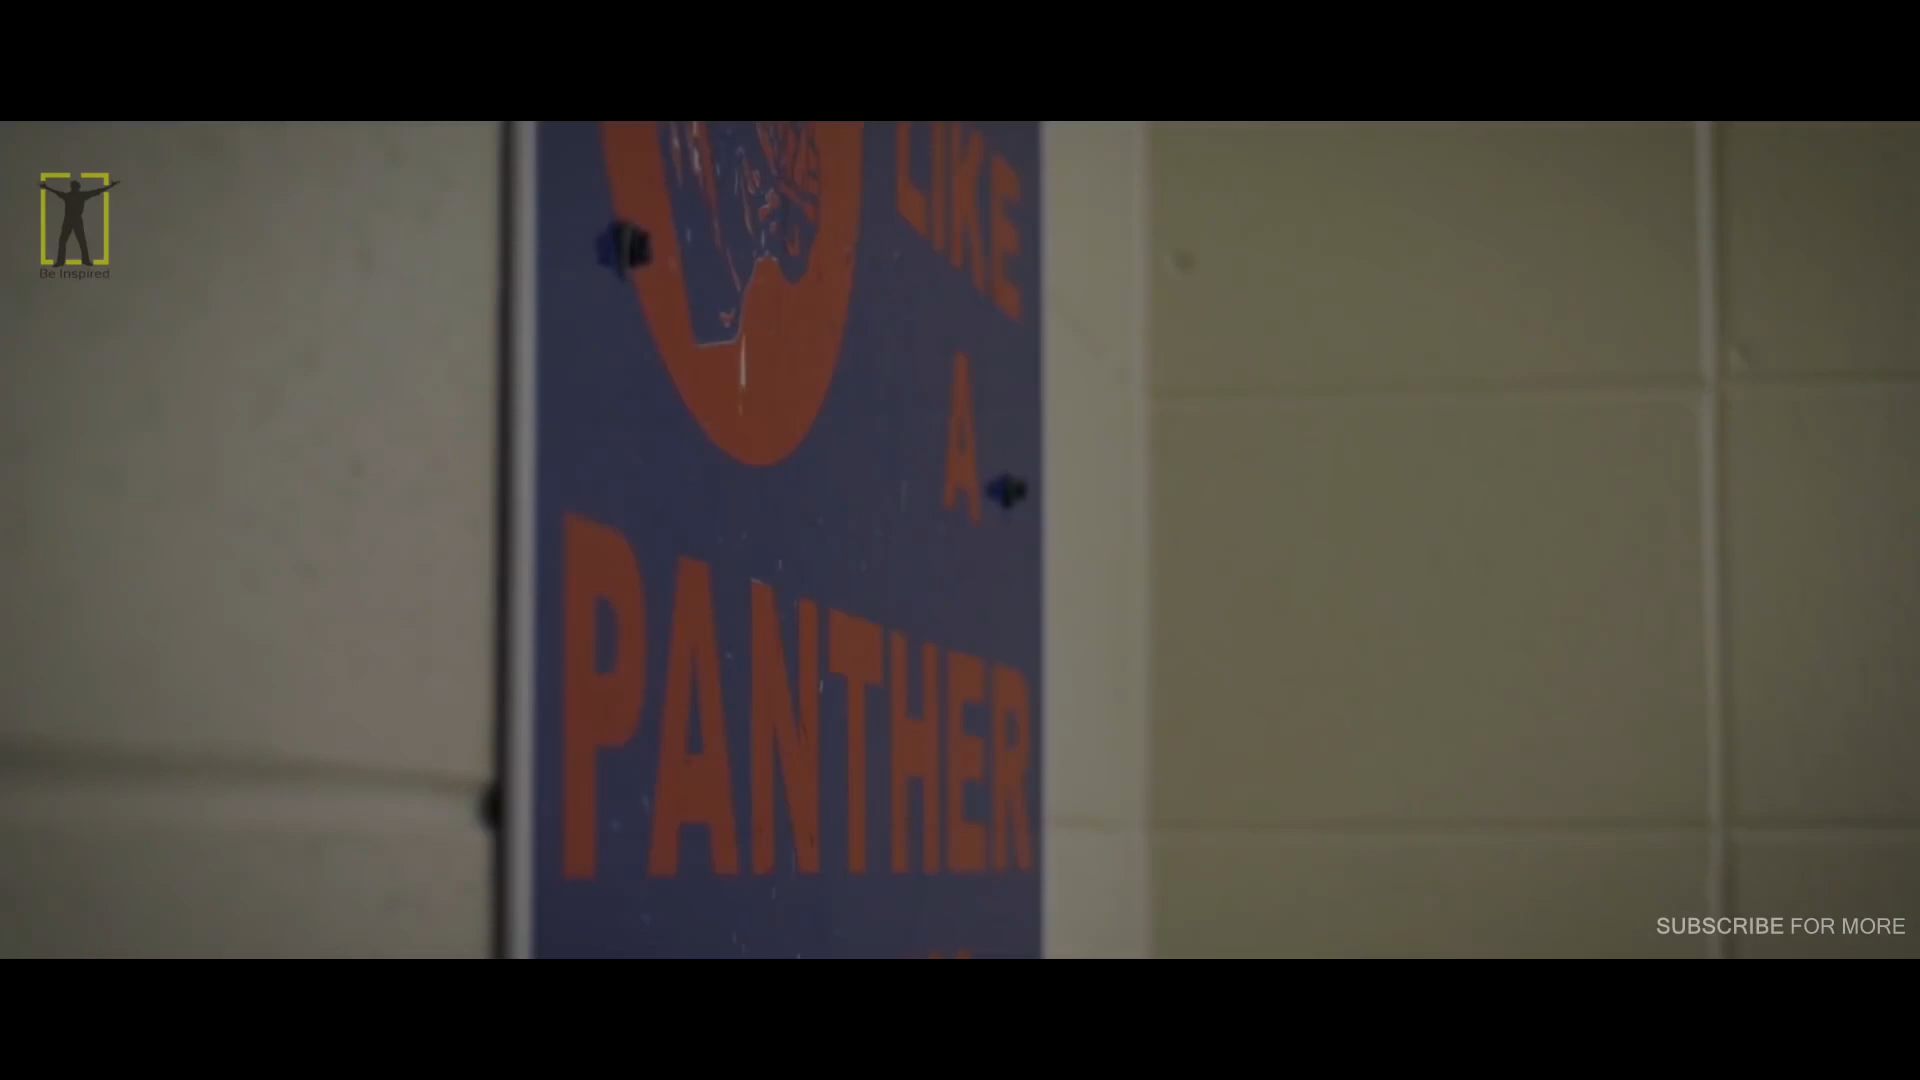 Be Inspired
LIKE
A
PANTHER
SUBSCRIBE FOR MORE